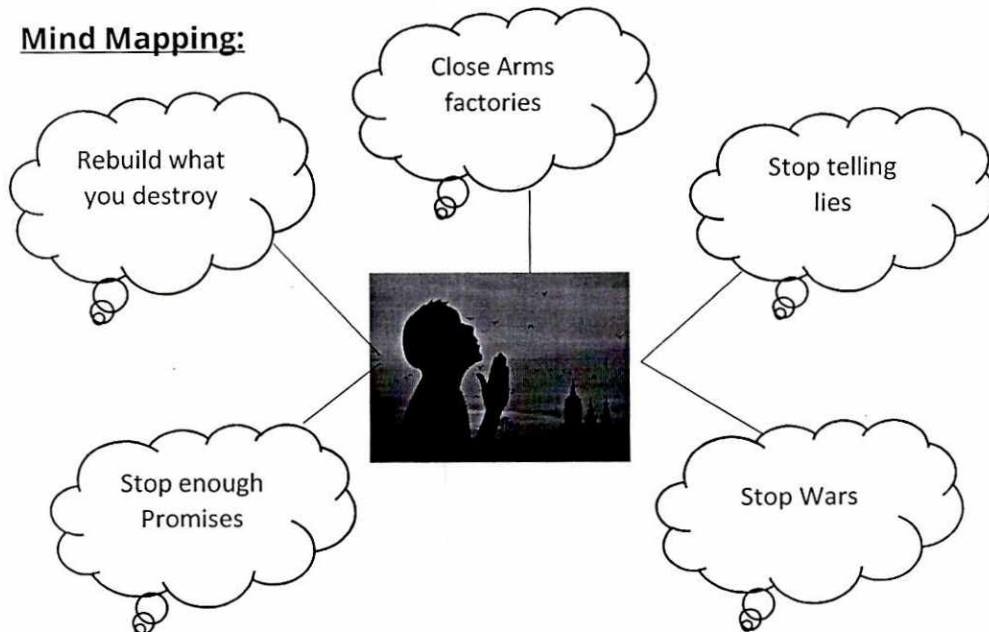 Mind Mapping:
Close Arms
factories
Rebuild what
you destroy
Stop telling
lies
Stop enough
Promises
Stop Wars